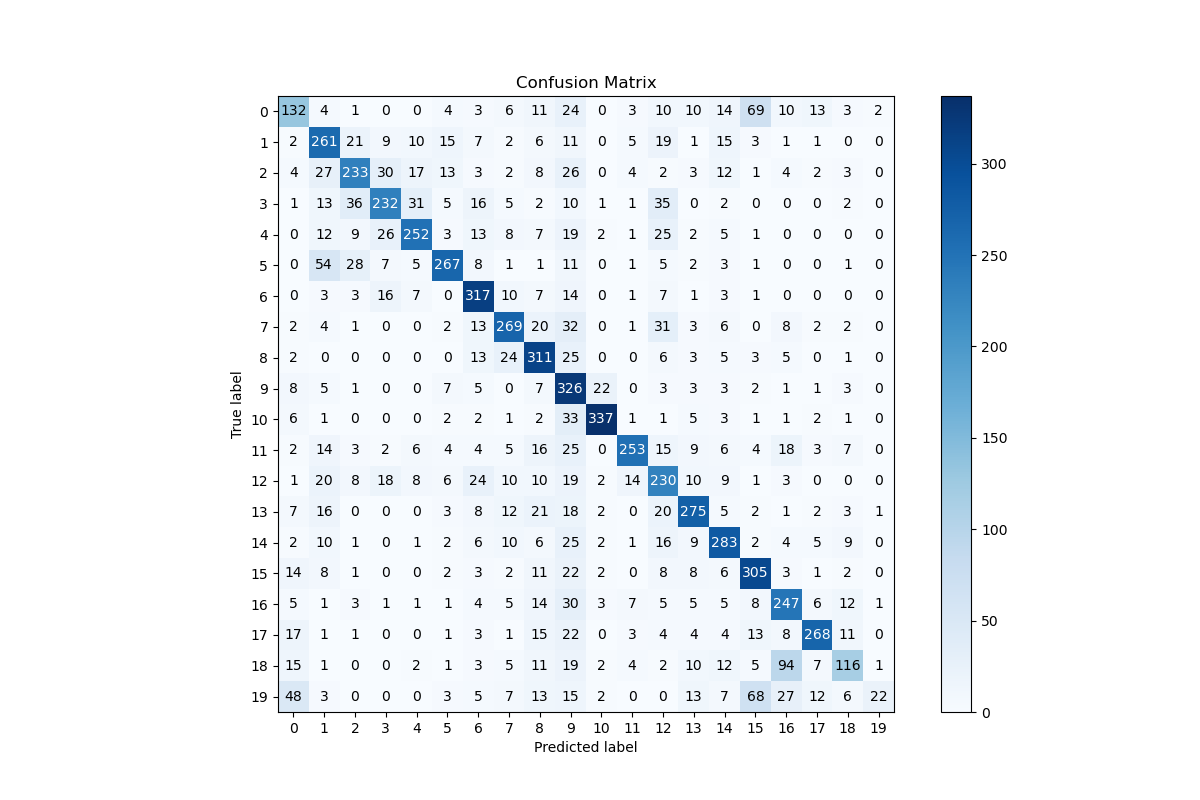 Confusion Matrix
0 132 4 1 0 0 4 3 6 11 24 0 3 10 10 14 69 10 13 3 2
1 2 261 21 9 10 15 7 2 6 11 0 5 19 1 15 3 1 1 0 0
2 4 27 233 30 17 13 3 2 8 26 0 4 2 3 12 1 4 2 3 0
3 1 13 36 232 31 5 16 5 2 10 1 1 35 0 2 0 0 0 2 0
4 0 12 9 26 252 3 13 8 7 19 2 1 25 2 5 1 0 0 0 0
5 0 54 28 7 5 267 8 1 1 11 0 1 5 2 3 1 0 0 1 0
6 0 3 3 16 7 0 317 10 7 14 0 1 7 1 3 1 0 0 0 0
7 2 4 1 0 0 2 13 269 20 32 0 1 31 3 6 0 8 2 2 0
8 2 0 0 0 0 0 13 24 311 25 0 0 6 3 5 3 5 0 1 0
9 8 5 1 0 0 7 5 0 7 326 22 0 3 3 3 2 1 1 3 0
10 6 1 0 0 0 2 2 1 2 33 337 1 1 5 3 1 1 2 1 0
11 2 14 3 2 6 4 4 5 16 25 0 253 15 9 6 4 18 3 7 0
12 1 20 8 18 8 6 24 10 10 19 2 14 230 10 9 1 3 0 0 0
13 7 16 0 0 0 3 8 12 21 18 2 0 20 275 5 2 1 2 3 1
14 2 10 1 0 1 2 6 10 6 25 2 1 16 9 283 2 4 5 9 0
15 14 8 1 0 0 2 3 2 11 22 2 0 8 8 6 305 3 1 2 0
16 5 1 3 1 1 1 4 5 14 30 3 7 5 5 5 8 247 6 12 1
17 17 1 1 0 0 1 3 1 15 22 0 3 4 4 4 13 8 268 11 0
18 15 1 0 0 2 1 3 5 11 19 2 4 2 10 12 5 94 7 116 1
19 48 3 0 0 0 3 5 7 13 15 2 0 0 13 7 68 27 12 6 22
0 1 2 3 4 5 6 7 8 9 10 11 12 13 14 15 16 17 18 19
Predicted label
True label
300
250
200
150
100
50
0